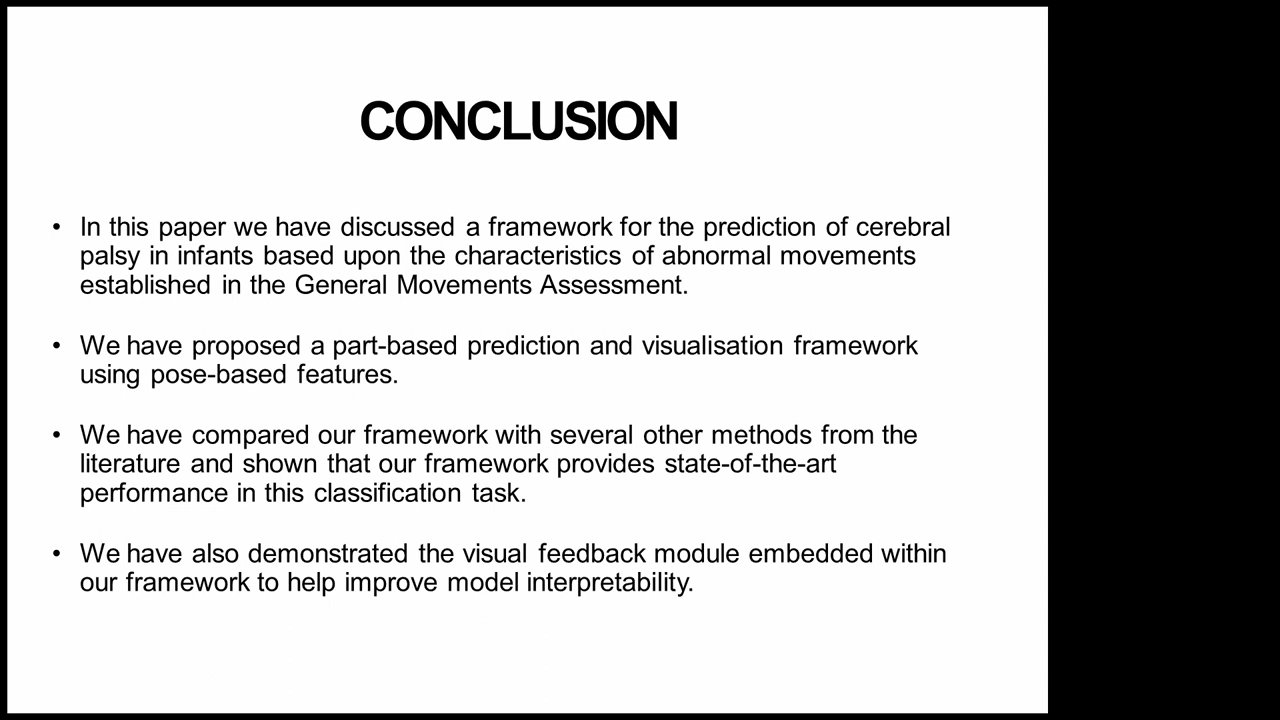 CONCLUSION
• In this paper we have discussed a framework for the prediction of cerebral
palsy in infants based upon the characteristics of abnormal movements
established in the General Movements Assessment.
• We have proposed a part-based prediction and visualisation framework
using pose-based features.
• We have compared our framework with several other methods from the
literature and shown that our framework provides state-of-the-art
performance in this classification task.
• We have also demonstrated the visual feedback module embedded within
our framework to help improve model interpretability.